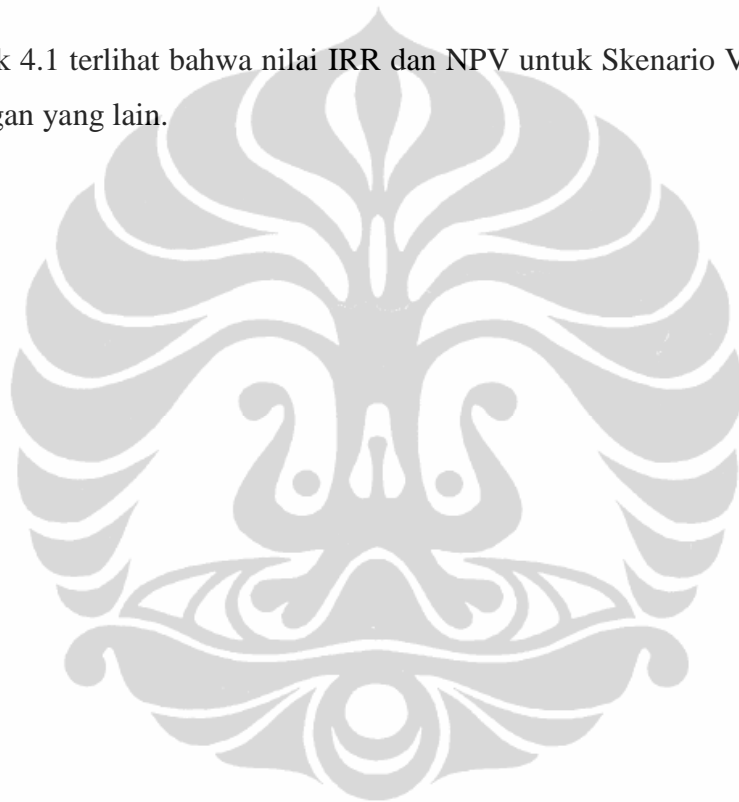 k 4.1 terlihat bahwa nilai IRR dan NPV untuk Skenario V
gan yang lain.